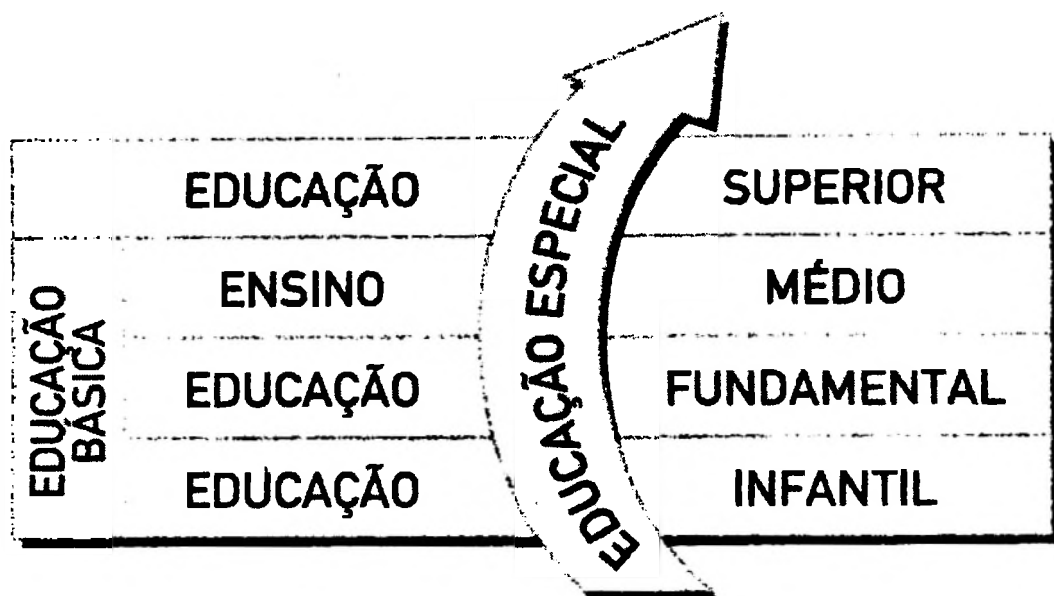 EDUCAÇÃO SUPERIOR
ENSINO MÉDIO
EDUCAÇÃO FUNDAMENTAL
EDUCAÇÃO INFANTIL
EDUCAÇÃO
BÁSICA
EDUCAÇÃO ESPECIAL